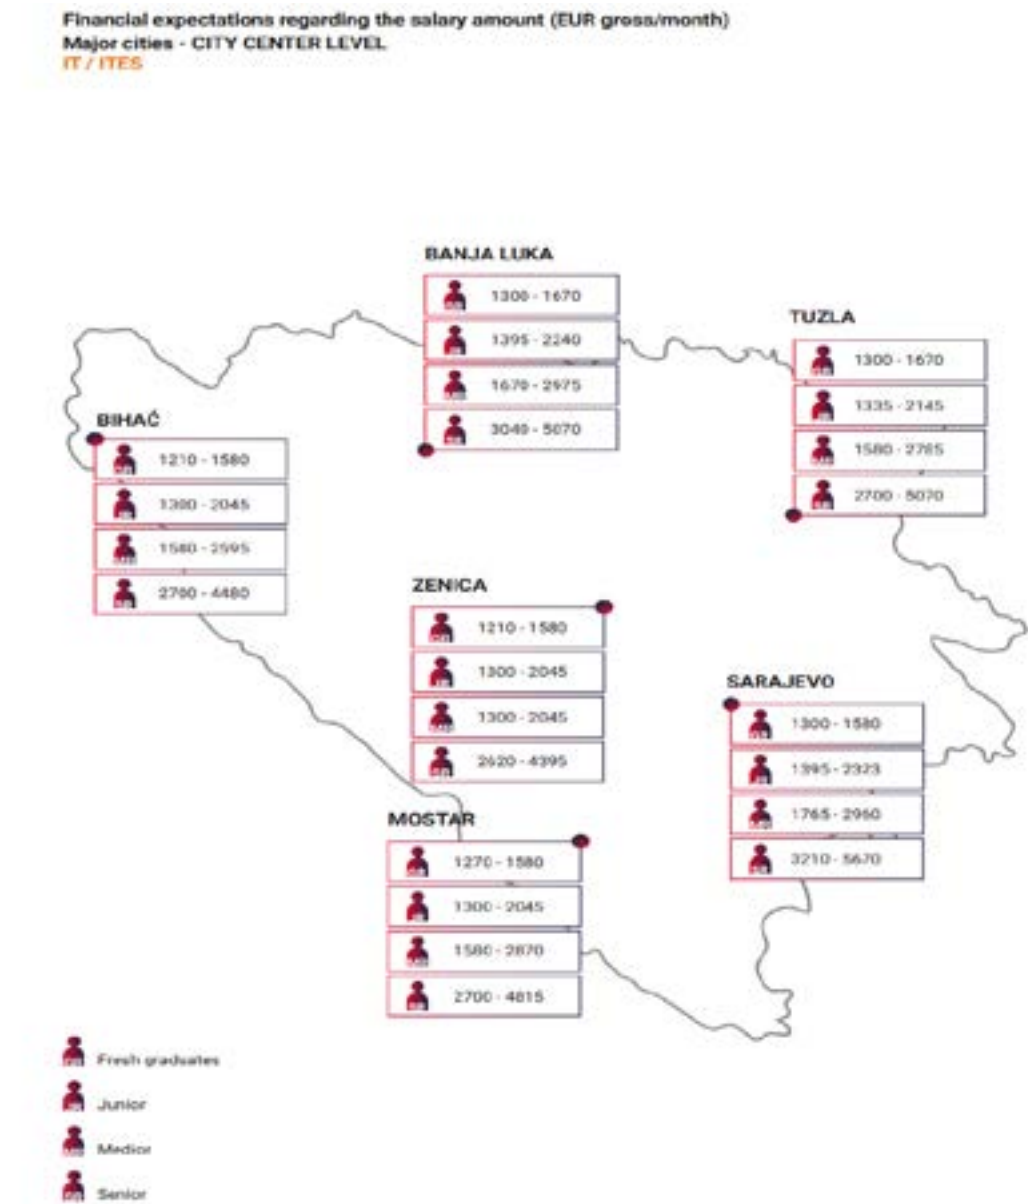 Financial expectations regarding the salary amount (EUR gross/month)
Major cities - CITY CENTER LEVEL
IT / ITES
BANJA LUKA
1300 - 1670
1395 - 2240
1670 - 2975
3040 - 5070
TUZLA
1300 - 1670
1335 - 2145
1580 - 2785
2700 - 5070
BIHAĆ
1210 - 1580
1300 - 2045
1580 - 2595
2700 - 4480
ZENICA
1210 - 1580
1300 - 2045
1300 - 2045
2620 - 4395
SARAJEVO
1300 - 1580
1395 - 2323
1765 - 2960
3210 - 5670
MOSTAR
1270 - 1580
1300 - 2045
1580 - 2870
2700 - 4815
Fresh graduates
Junior
Medior
Senior